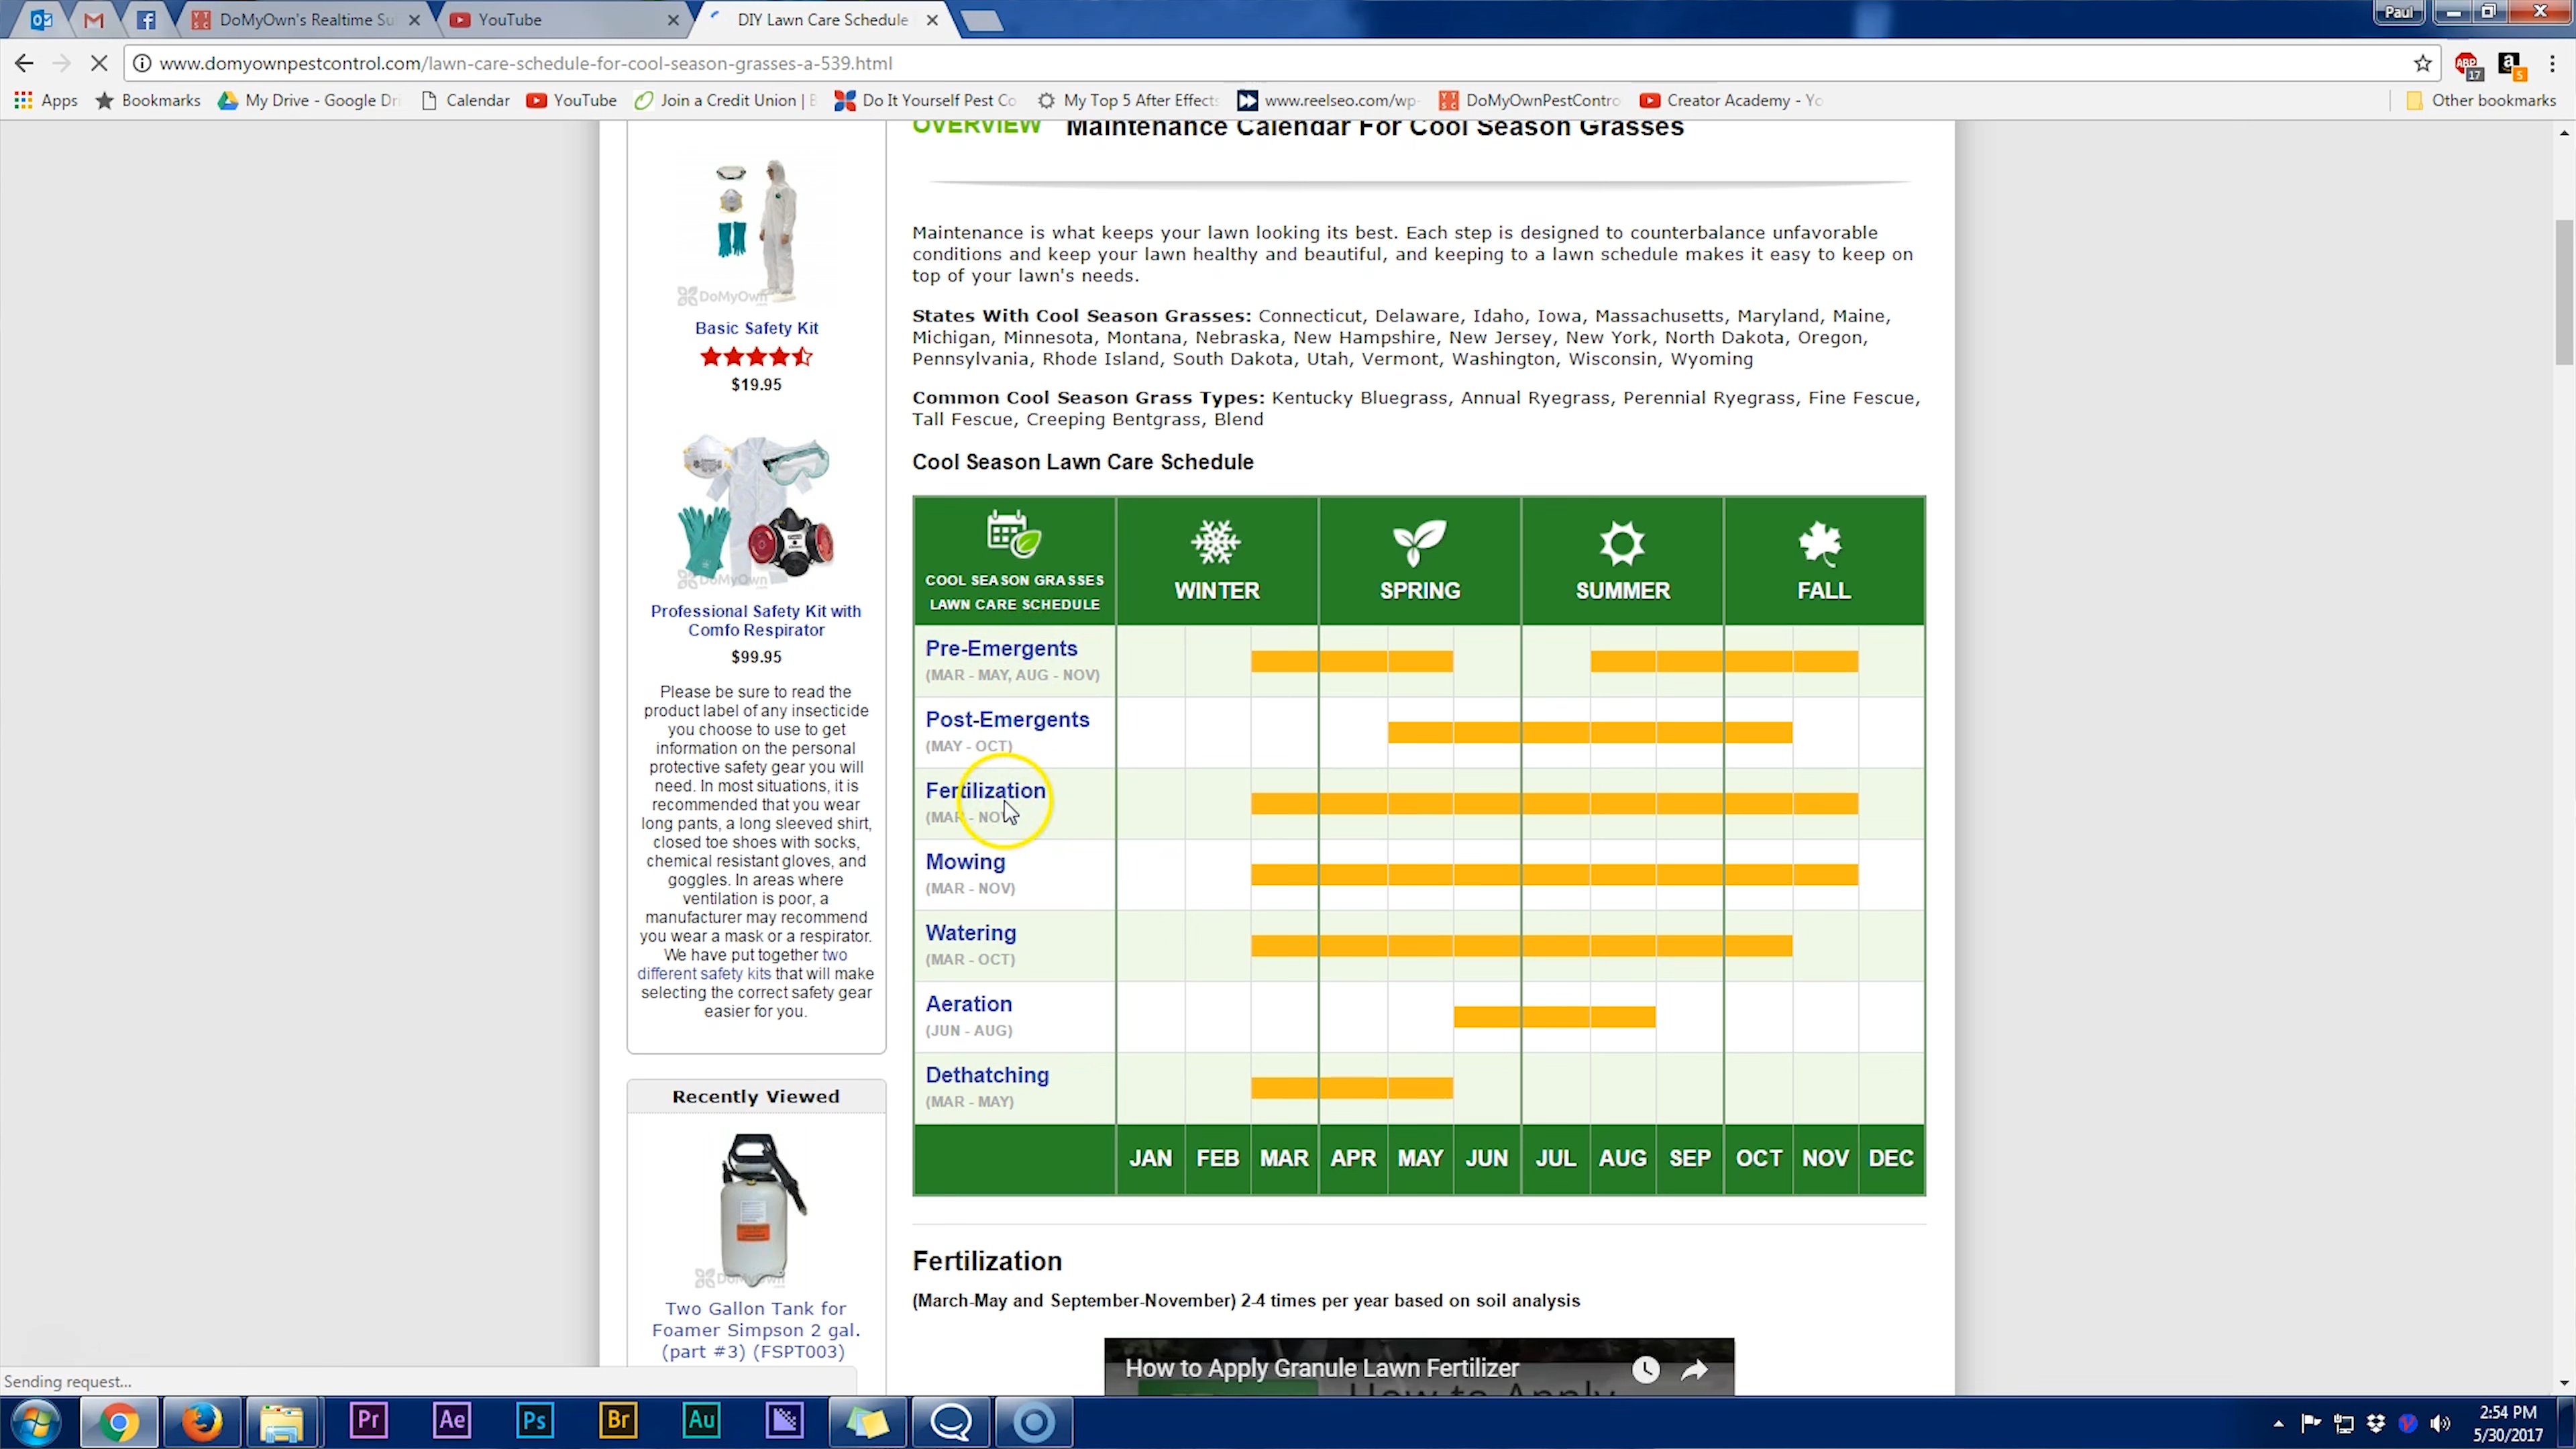 Paul
DoMyOwn's Realtime Su
YouTube
DIY Lawn Care Schedule
www.domyownpestcontrol.com/lawn-care-schedule-for-cool-season-grasses-a-539.html
ABP
17
a
5
Apps
Bookmarks
My Drive - Google Dr
Calendar
YouTube
Join a Credit Union |
Do It Yourself Pest Co
My Top 5 After Effect
www.reelseo.com/wp-
DoMyOwnPestContro
Creator Academy - Yo
Other bookmarks
DoMyOwn
Basic Safety Kit
$19.95
DoMyOwn
Professional Safety Kit with
Comfo Respirator
$99.95
Please be sure to read the
product label of any insecticide
you choose to use to get
information on the personal
protective safety gear you will
need. In most situations, it is
recommended that you wear
long pants, a long sleeved shirt,
closed toe shoes with socks,
chemical resistant gloves, and
goggles. In areas where
ventilation is poor, a
manufacturer may recommend
you wear a mask or a respirator.
We have put together two
different safety kits that will make
selecting the correct safety gear
easier for you.
Recently Viewed
DoMyOwn
Two Gallon Tank for
Foamer Simpson 2 gal.
(part #3) (FSPT003)
OVERVIEW Maintenance Calendar For Cool Season Grasses
Maintenance is what keeps your lawn looking its best. Each step is designed to counterbalance unfavorable
conditions and keep your lawn healthy and beautiful, and keeping to a lawn schedule makes it easy to keep on
top of your lawn's needs.
States With Cool Season Grasses: Connecticut, Delaware, Idaho, Iowa, Massachusetts, Maryland, Maine,
Michigan, Minnesota, Montana, Nebraska, New Hampshire, New Jersey, New York, North Dakota, Oregon,
Pennsylvania, Rhode Island, South Dakota, Utah, Vermont, Washington, Wisconsin, Wyoming
Common Cool Season Grass Types: Kentucky Bluegrass, Annual Ryegrass, Perennial Ryegrass, Fine Fescue,
Tall Fescue, Creeping Bentgrass, Blend
Cool Season Lawn Care Schedule
COOL SEASON GRASSES
LAWN CARE SCHEDULE
WINTER
SPRING
SUMMER
FALL
Pre-Emergents
(MAR - MAY, AUG - NOV)
Post-Emergents
(MAY - OCT)
Fertilization
(MAR - NOV
Mowing
(MAR - NOV)
Watering
(MAR - OCT)
Aeration
(JUN - AUG)
Dethatching
(MAR - MAY)
JAN FEB MAR APR MAY JUN JUL AUG SEP OCT NOV DEC
Fertilization
(March-May and September-November) 2-4 times per year based on soil analysis
How to Apply Granule Lawn Fertilizer
How to Apply
Sending request...
Pr
Ae
Ps
Br
Au
2:54 PM
5/30/2017